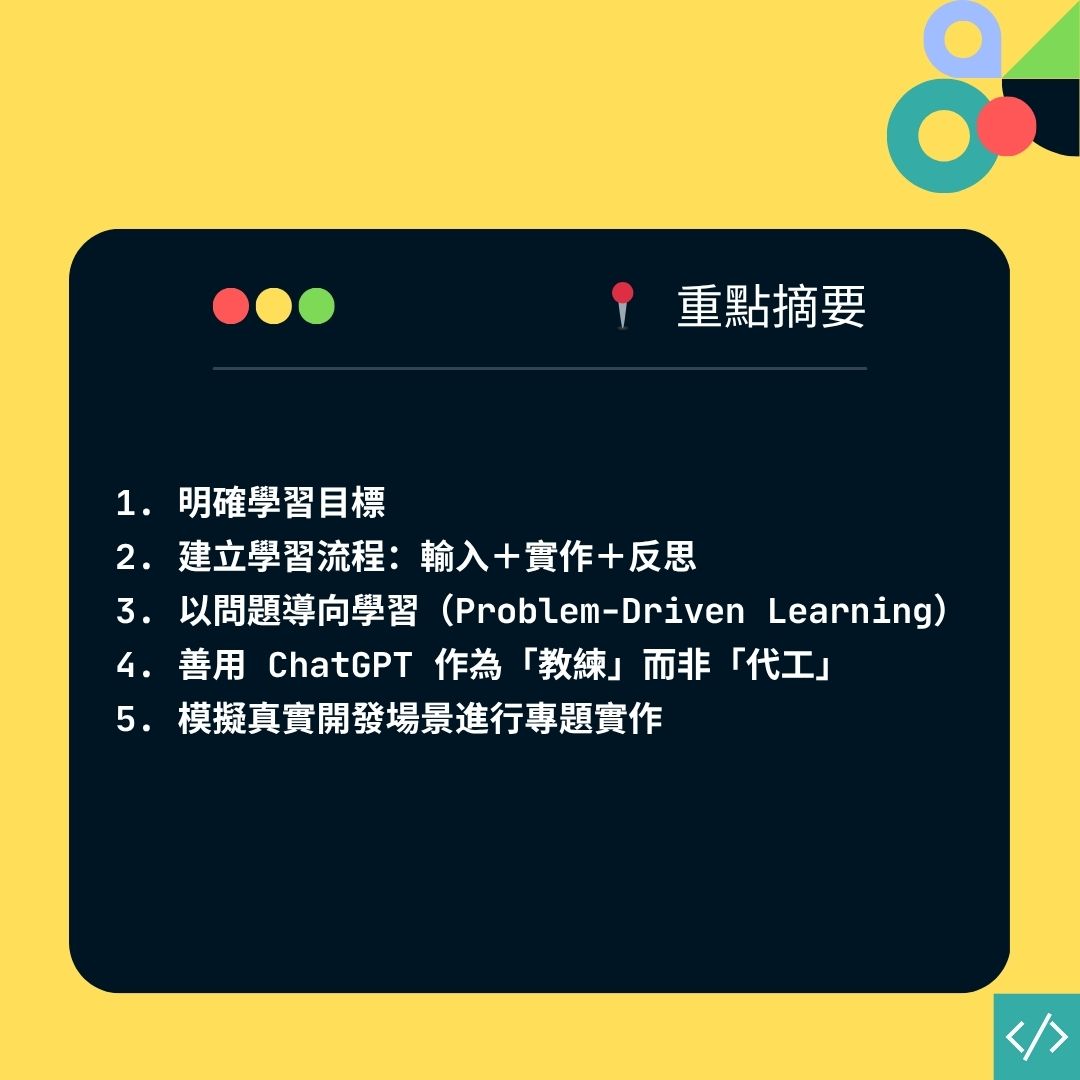 重點摘要
1. 明確學習目標
2. 建立學習流程：輸入＋實作＋反思
3. 以問題導向學習（Problem-Driven Learning）
4. 善用 ChatGPT 作為「教練」而非「代工」
5. 模擬真實開發場景進行專題實作
</>